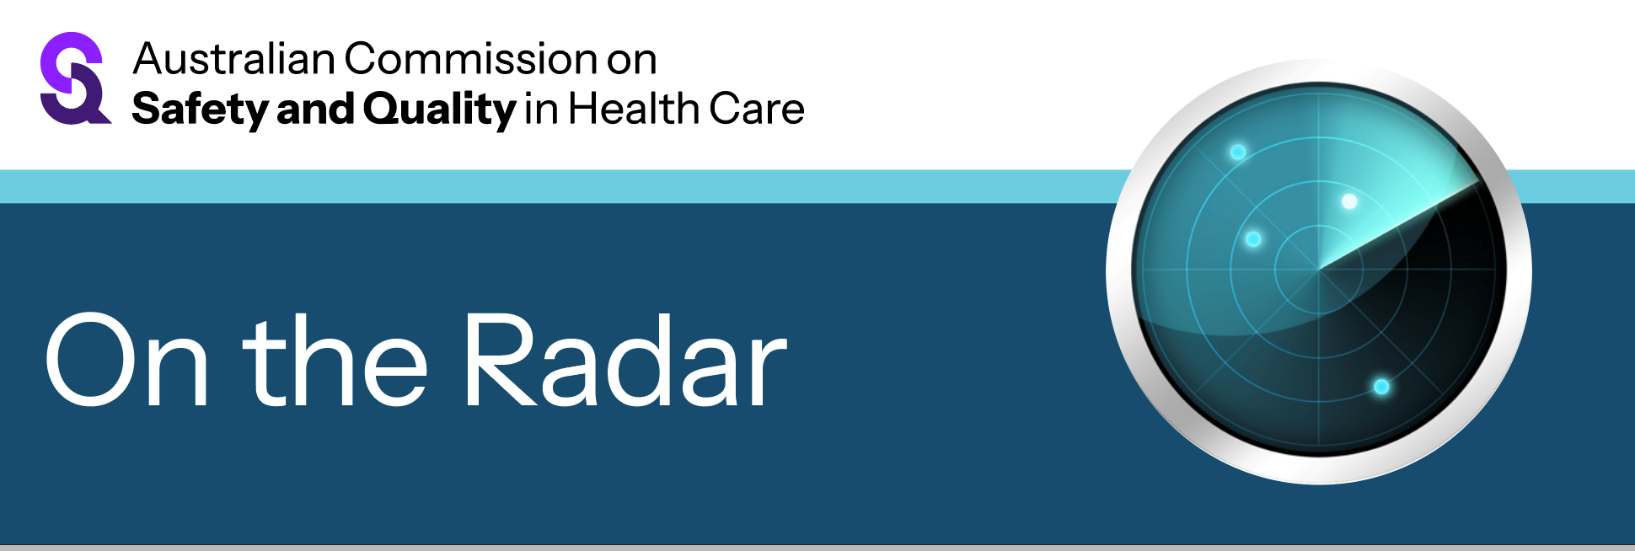 Australian Commission on
Safety and Quality in Health Care
On the Radar